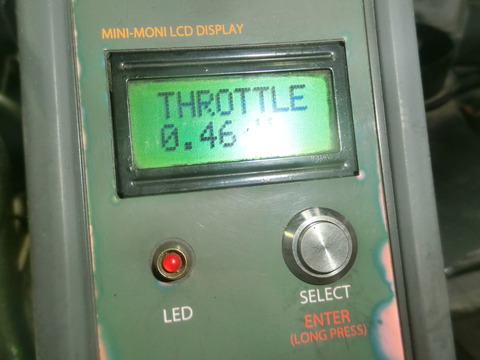 MINI-MONI LCD DISPLAY
THROTTLE
0.46
LED
SELECT
ENTER
(LONG PRESS)